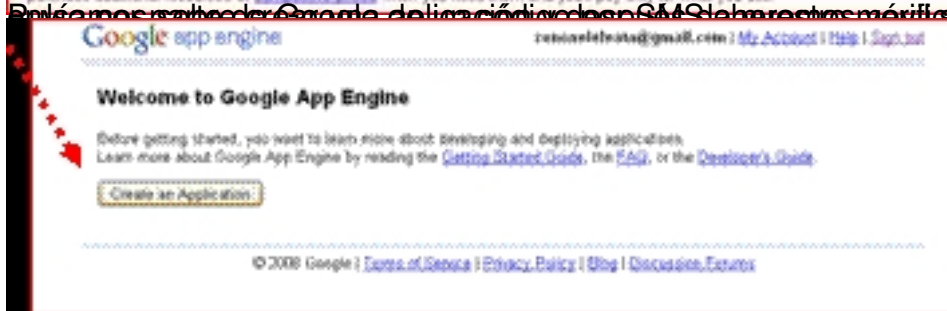 Google app engine
@gmail.com | My Account | Help | Sign out
Welcome to Google App Engine
Before getting started, you want to learn more about developing and deploying applications.
Learn more about Google App Engine by reading the Getting Started Guide, the FAQ, or the Developer's Guide.
Create an Application
© 2008 Google | Terms of Service | Privacy Policy | Blog | Discussion Forums